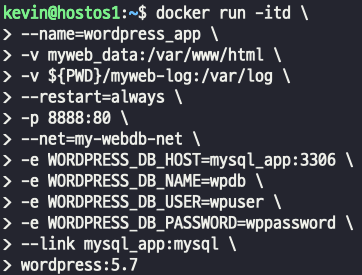 kevin@hostos1:~$ docker run -itd \
> --name=wordpress_app \
> -v myweb_data:/var/www/html \
> -v ${PWD}/myweb-log:/var/log \
> --restart=always \
> -p 8888:80 \
> --net=my-webdb-net \
> -e WORDPRESS_DB_HOST=mysql_app:3306 \
> -e WORDPRESS_DB_NAME=wpdb \
> -e WORDPRESS_DB_USER=wpuser \
> -e WORDPRESS_DB_PASSWORD=wppassword \
> --link mysql_app:mysql \
> wordpress:5.7